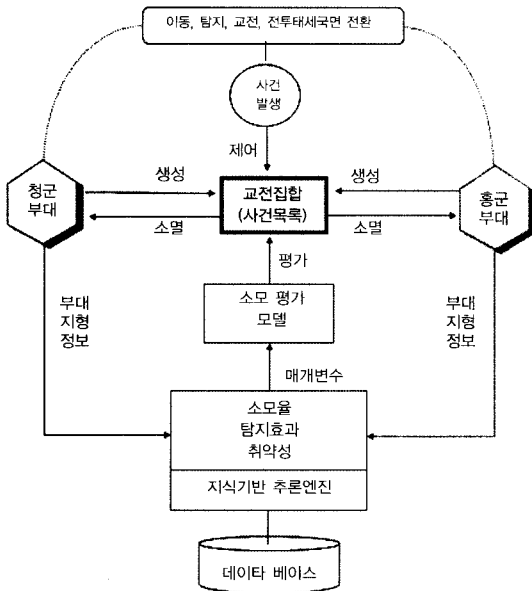 이동, 탐지, 교전, 전투태세국면 전환
사건
발생
제어
청군
부대
생성
소멸
교전집합
(사건목록)
생성
소멸
홍군
부대
평가
부대
지형
정보
소모 평가
모델
부대
지형
정보
매개변수
소모율
탐지효과
취약성
지식기반 추론엔진
데이타 베이스